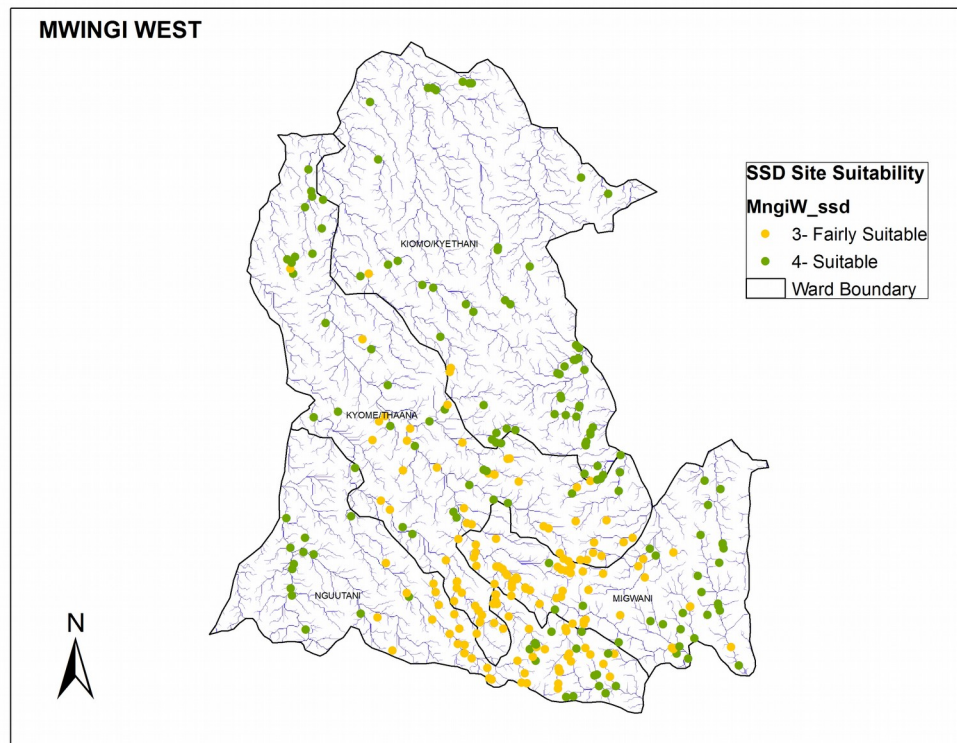 MWINGI WEST
SSD Site Suitability
MngiW_ssd
3- Fairly Suitable
4- Suitable
Ward Boundary
KIOMO/KYETHANI
KYOME/THAANA
NGUUTANI
MIGWANI
N